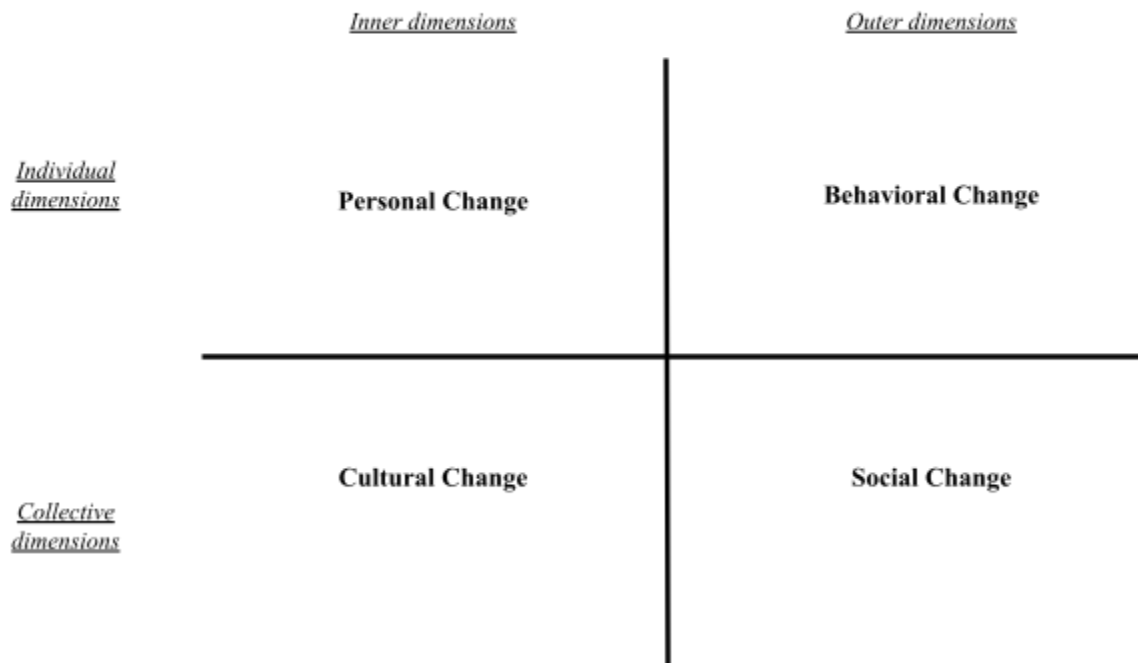 Inner dimensions
Outer dimensions
Individual
dimensions
Personal Change
Behavioral Change
Cultural Change
Social Change
Collective
dimensions